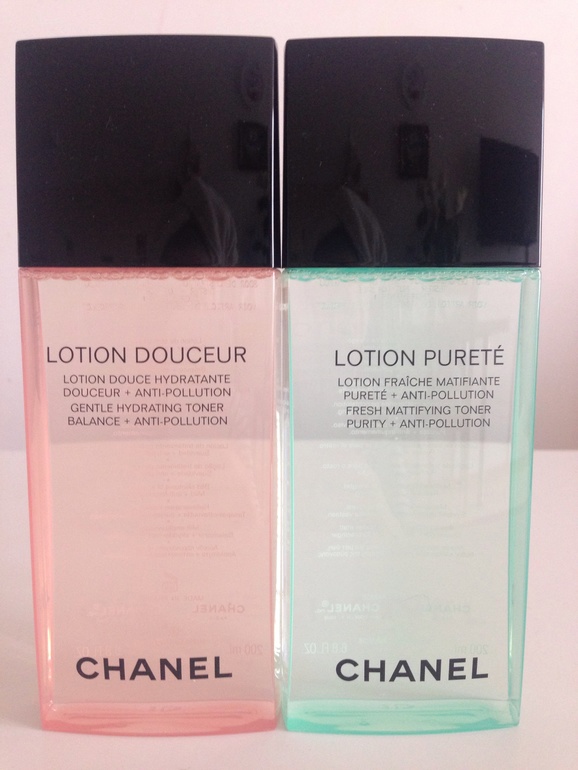 LOTION DOUCEUR
LOTION DOUCE HYDRATANTE
DOUCEUR + ANTI-POLLUTION
GENTLE HYDRATING TONER
BALANCE + ANTI-POLLUTION
CHANEL
LOTION PURETÉ
LOTION FRAÎCHE MATIFIANTE
PURETÉ + ANTI-POLLUTION
FRESH MATTIFYING TONER
PURITY + ANTI-POLLUTION
CHANEL